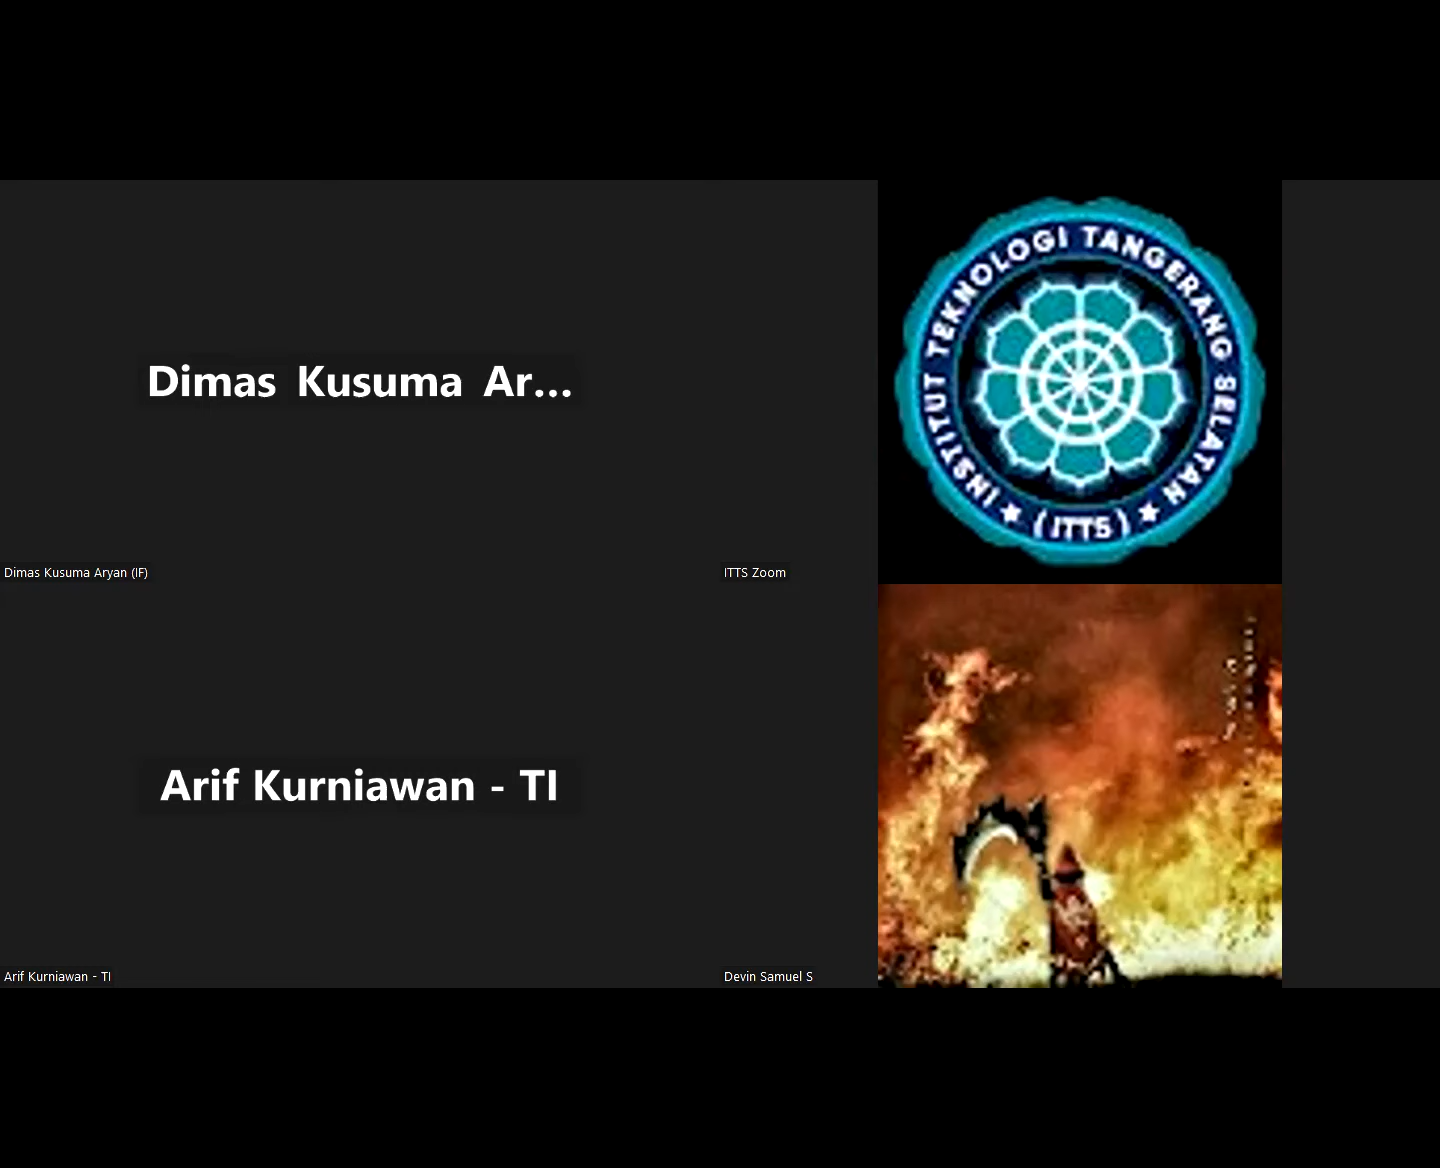 Dimas Kusuma Ar...
Dimas Kusuma Aryan (IF)
INSTITUT TEKNOLOGI TANGERANG SELATAN
★ (ITTS) ★
ITTS Zoom
Arif Kurniawan - TI
Arif Kurniawan - TI
Devin Samuel S